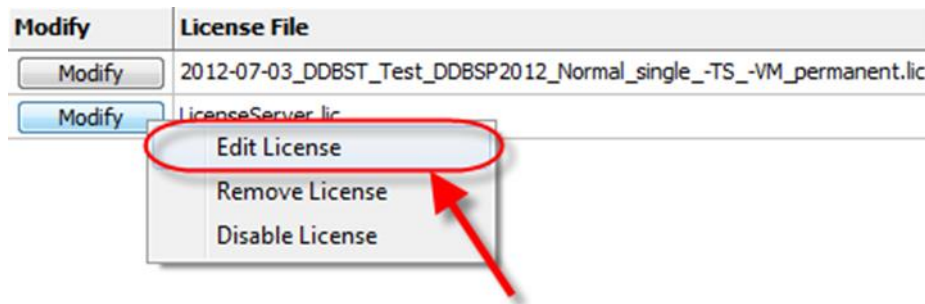 Modify License File
Modify 2012-07-03_DDBST_Test_DDBSP2012_Normal_single_-TS_-VM_permanent.lic
Modify LicenseServer.lic
Edit License
Remove License
Disable License